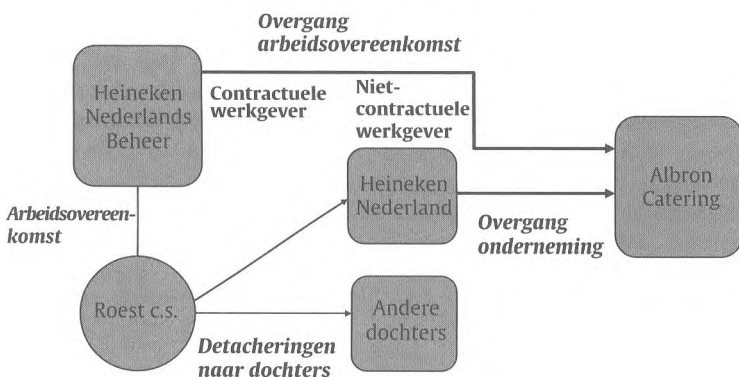 Overgang
arbeidsovereenkomst
Heineken
Nederlands
Beheer
Contractuele
werkgever
Niet-
contractuele
werkgever
Albron
Catering
Heineken
Nederland
Overgang
onderneming
Arbeidsovereen-
komst
Roest c.s.
Andere
dochters
Detacheringen
naar dochters